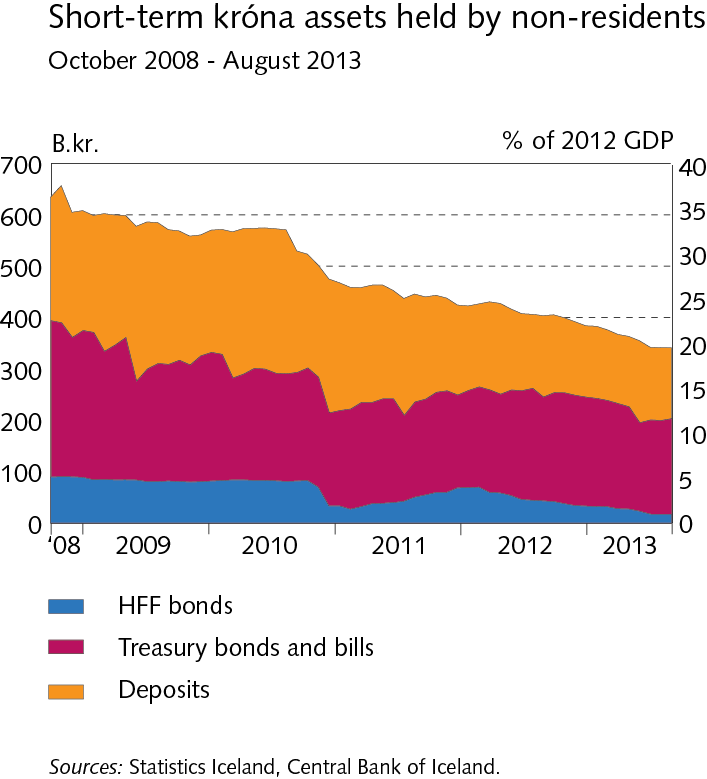 Short-term króna assets held by non-residents
October 2008 - August 2013
B.kr.
% of 2012 GDP
700
600
500
400
300
200
100
0
40
35
30
25
20
15
10
5
0
'08 2009 2010 2011 2012 2013
HFF bonds
Treasury bonds and bills
Deposits
Sources: Statistics Iceland, Central Bank of Iceland.